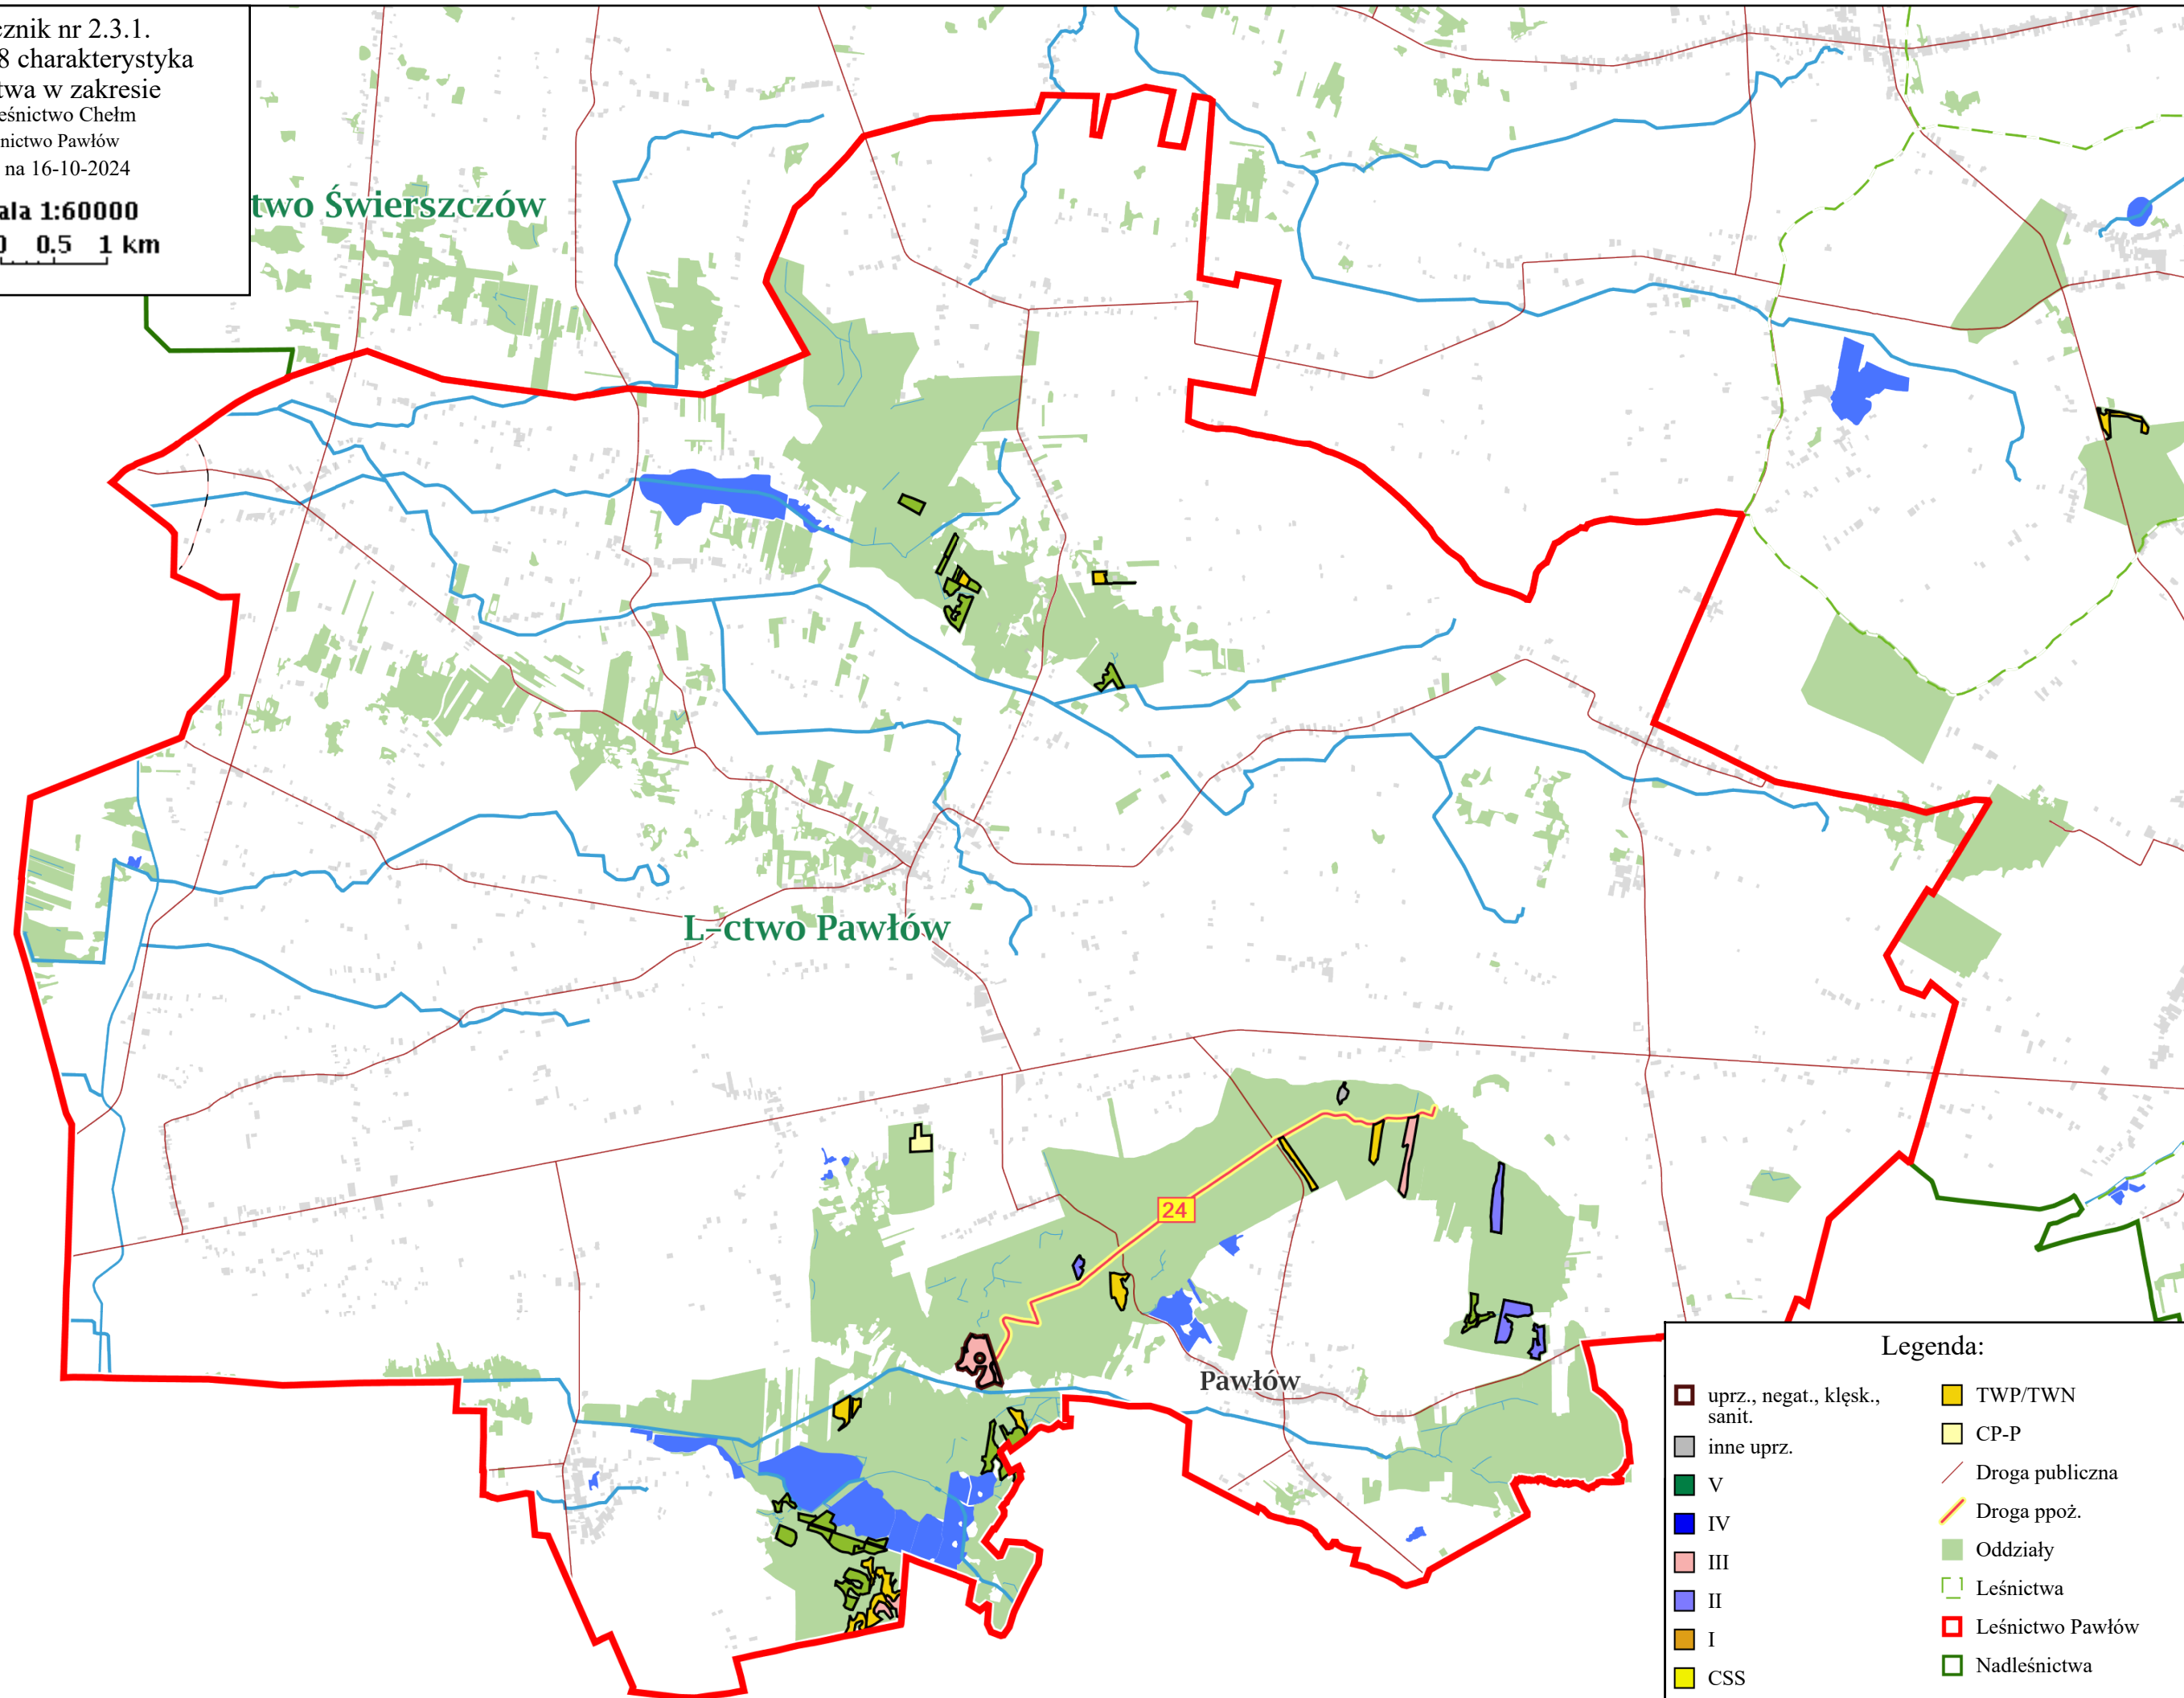 znik nr 2.3.1.
8 charakterystyka
twa w zakresie
eśnictwo Chełm
nictwo Pawłów
na 16-10-2024
ala 1:60000
0 0.5 1 km
two Świerszczów
L-ctwo Pawłów
24
Pawłów
Legenda:
uprz., negat., klęsk.,
sanit.
inne uprz.
V
IV
III
II
I
CSS
TWP/TWN
CP-P
Droga publiczna
Droga ppoż.
Oddziały
Leśnictwa
Leśnictwo Pawłów
Nadleśnictwa